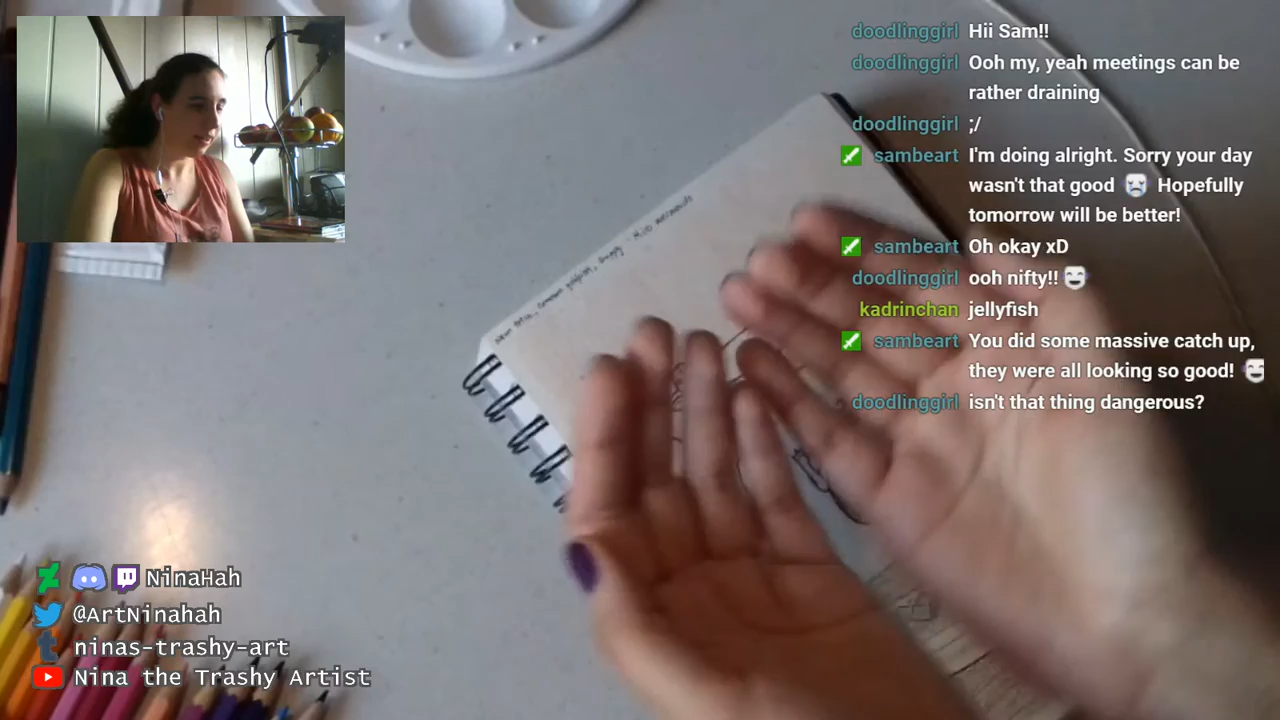 doodlinggirl Hii Sam!!
doodlinggirl Ooh my, yeah meetings can be
rather draining
doodlinggirl ;/
sambeart I'm doing alright. Sorry your day
wasn't that good Hopefully
tomorrow will be better!
sambeart Oh okay xD
doodlinggirl ooh nifty!!
kadrinchan jellyfish
sambeart You did some massive catch up,
they were all looking so good!
doodlinggirl isn't that thing dangerous?
NinaHah
@ArtNinahah
ninas-trashy-art
Nina the Trashy Artist